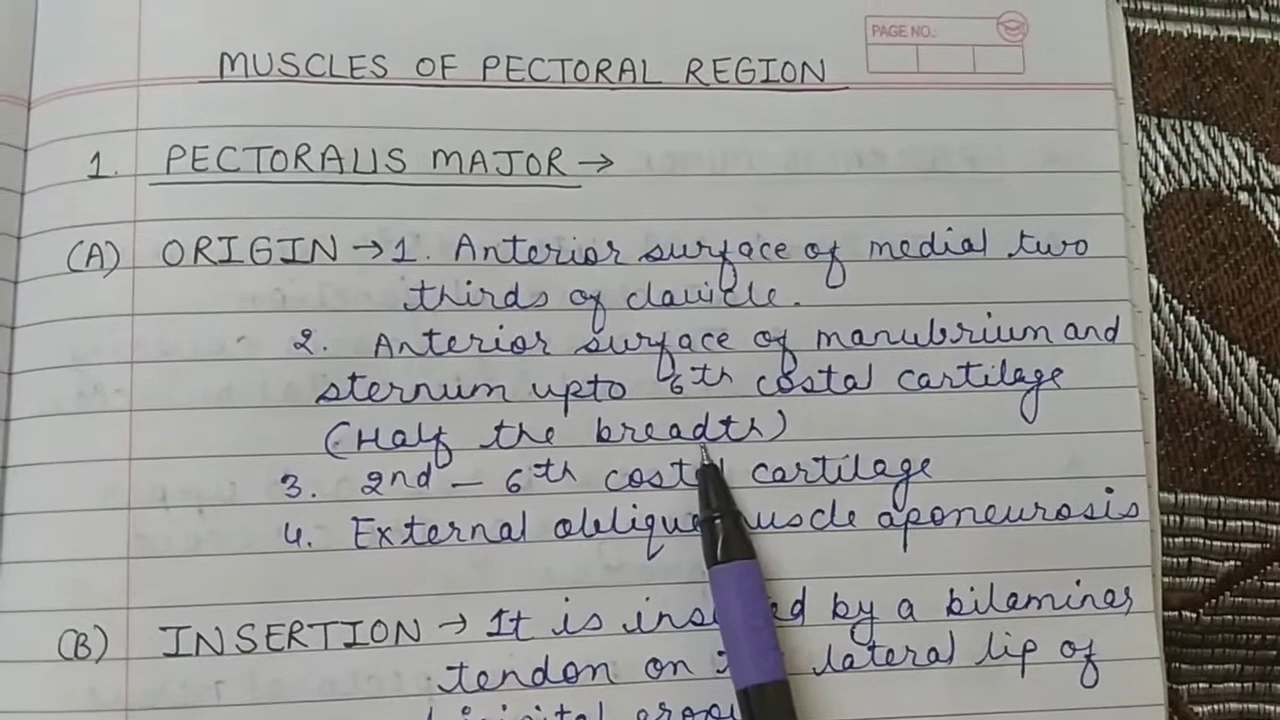 PAGE NO.:
MUSCLES OF PECTORAL REGION
1. PECTORALIS MAJOR →
(A) ORIGIN → 1. Anterior surface of medial two
thirds of clavicle.
2. Anterior surface of manubrium and
sternum upto 6th costal cartilage
(Half the breadth)
3. 2nd - 6th costal cartilage
4. External oblique muscle aponeurosis
(B) INSERTION → It is inserted by a bilaminar
tendon on the lateral lip of